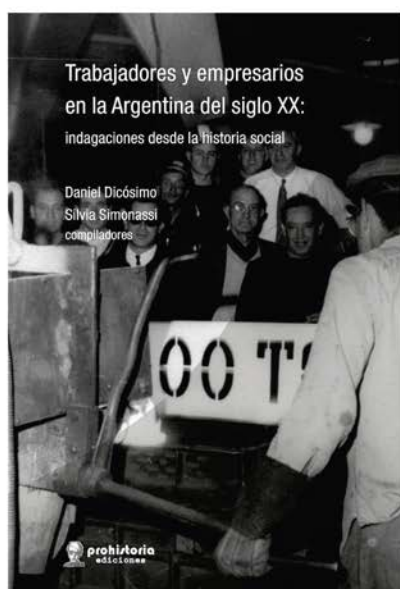 Trabajadores y empresarios
en la Argentina del siglo XX:
indagaciones desde la historia social
Daniel Dicósimo
Silvia Simonassi
compiladores
OO T
prohistoria
ediciones